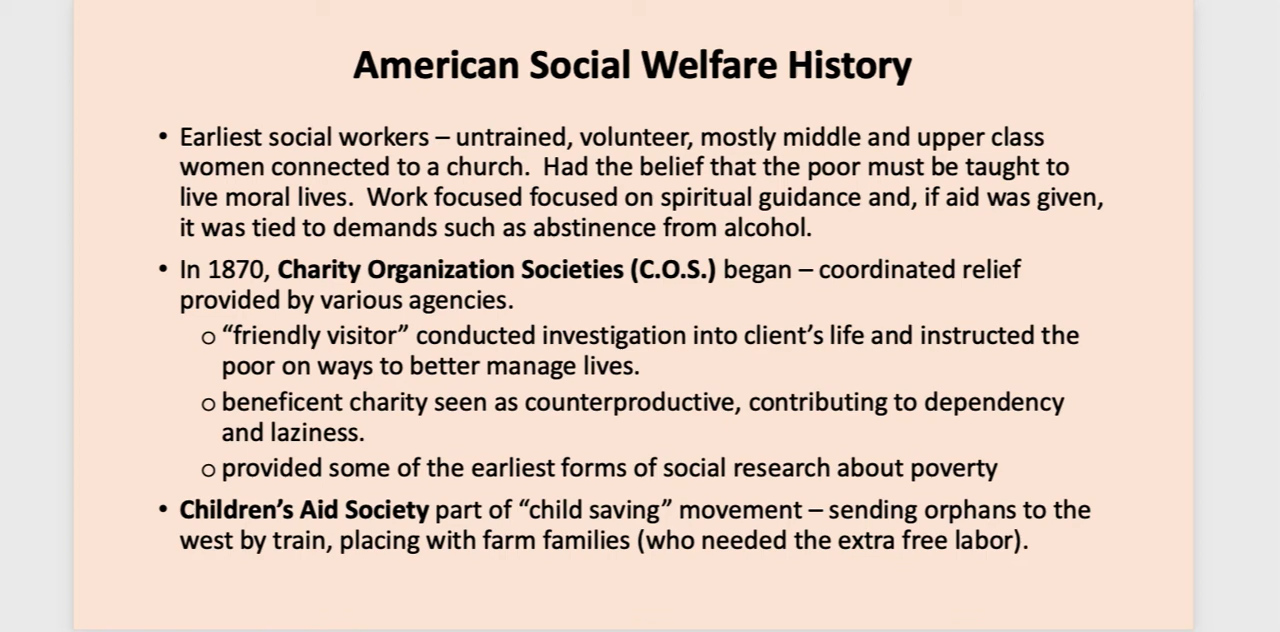 American Social Welfare History
• Earliest social workers – untrained, volunteer, mostly middle and upper class
women connected to a church.  Had the belief that the poor must be taught to
live moral lives.  Work focused focused on spiritual guidance and, if aid was given,
it was tied to demands such as abstinence from alcohol.
• In 1870, Charity Organization Societies (C.O.S.) began – coordinated relief
provided by various agencies.
o “friendly visitor” conducted investigation into client’s life and instructed the
poor on ways to better manage lives.
o beneficent charity seen as counterproductive, contributing to dependency
and laziness.
o provided some of the earliest forms of social research about poverty
• Children’s Aid Society part of “child saving” movement – sending orphans to the
west by train, placing with farm families (who needed the extra free labor).